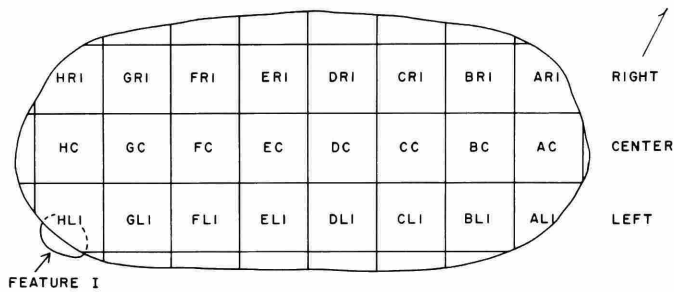 HR1 GR1 FR1 ER1 DR1 CR1 BR1 AR1 RIGHT
HC GC FC EC DC CC BC AC CENTER
HL1 GL1 FL1 EL1 DL1 CL1 BL1 AL1 LEFT
FEATURE 1